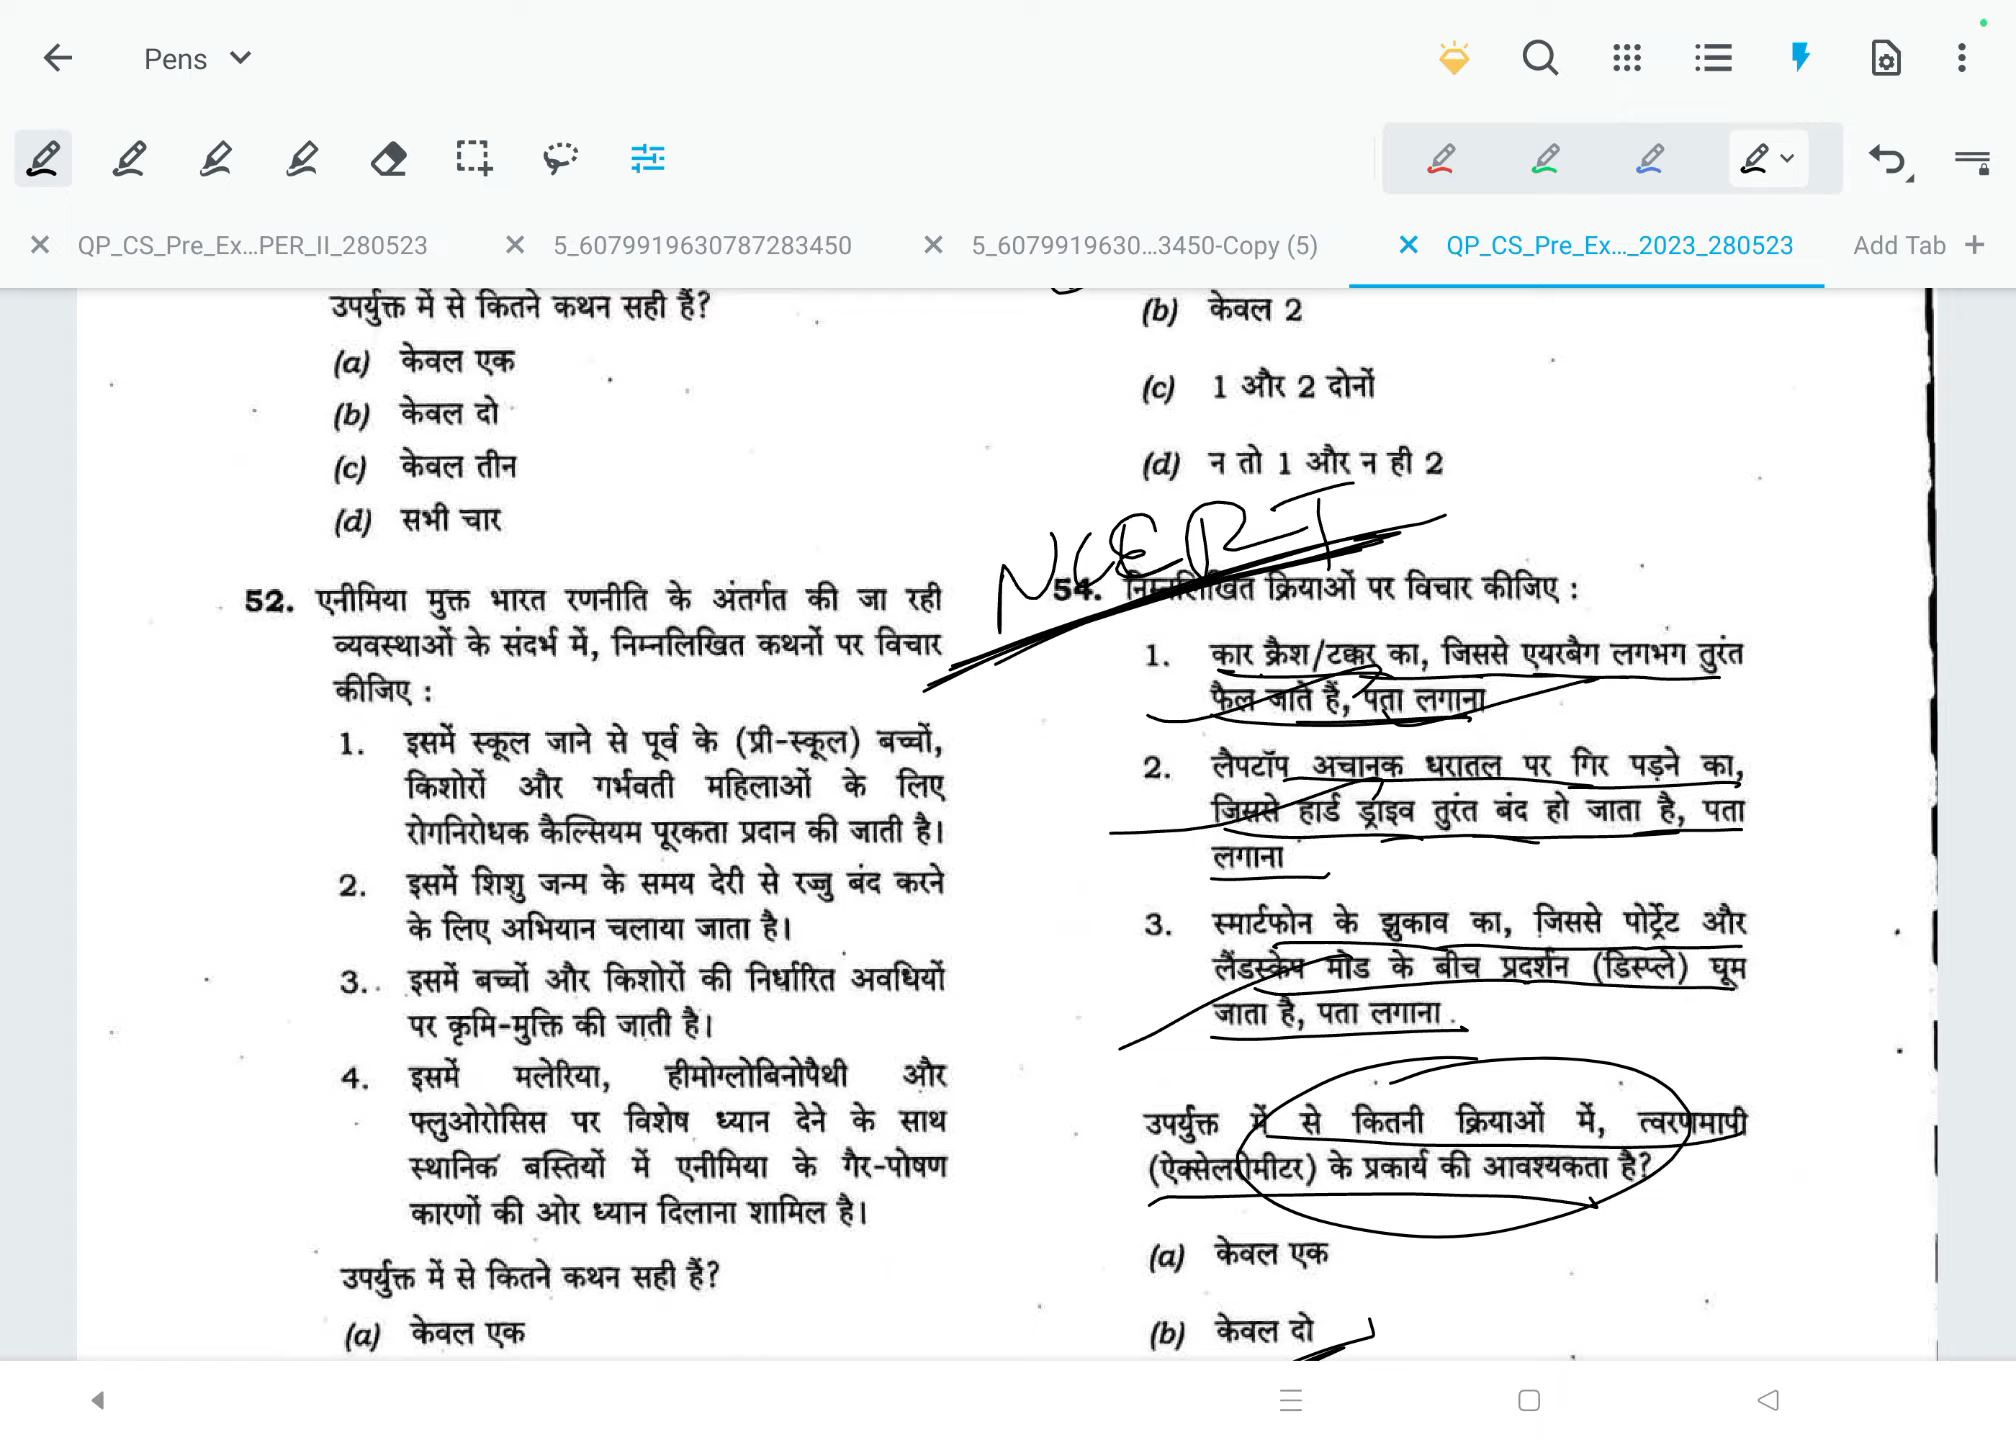 Pens
QP_CS_Pre_Ex...PER_II_280523
5_6079919630787283450
5_6079919630...3450-Copy (5)
QP_CS_Pre_Ex..._2023_280523
Add Tab
उपर्युक्त में से कितने कथन सही हैं?
(a) केवल एक
(b) केवल दो
(c) केवल तीन
(d) सभी चार
52. एनीमिया मुक्त भारत रणनीति के अंतर्गत की जा रही
व्यवस्थाओं के संदर्भ में, निम्नलिखित कथनों पर विचार
कीजिए :
1. इसमें स्कूल जाने से पूर्व के (प्री-स्कूल) बच्चों,
किशोरों और गर्भवती महिलाओं के लिए
रोगनिरोधक कैल्सियम पूरकता प्रदान की जाती है।
2. इसमें शिशु जन्म के समय देरी से रज्जु बंद करने
के लिए अभियान चलाया जाता है।
3. इसमें बच्चों और किशोरों की निर्धारित अवधियों
पर कृमि-मुक्ति की जाती है।
4. इसमें मलेरिया, हीमोग्लोबिनोपैथी और
फ्लुओरोसिस पर विशेष ध्यान देने के साथ
स्थानिक बस्तियों में एनीमिया के गैर-पोषण
कारणों की ओर ध्यान दिलाना शामिल है।
उपर्युक्त में से कितने कथन सही हैं?
(a) केवल एक
(b) केवल 2
(c) 1 और 2 दोनों
(d) न तो 1 और न ही 2
NCERT
54. निम्नलिखित क्रियाओं पर विचार कीजिए :
1. कार क्रैश/टक्कर का, जिससे एयरबैग लगभग तुरंत
फैल जाते हैं, पता लगाना
2. लैपटॉप अचानक धरातल पर गिर पड़ने का,
जिससे हार्ड ड्राइव तुरंत बंद हो जाता है, पता
लगाना
3. स्मार्टफोन के झुकाव का, जिससे पोर्ट्रेट और
लैंडस्केप मोड के बीच प्रदर्शन (डिस्प्ले) घूम
जाता है, पता लगाना
उपर्युक्त में से कितनी क्रियाओं में, त्वरणमापी
(ऐक्सेलरोमीटर) के प्रकार्य की आवश्यकता है?
(a) केवल एक
(b) केवल दो